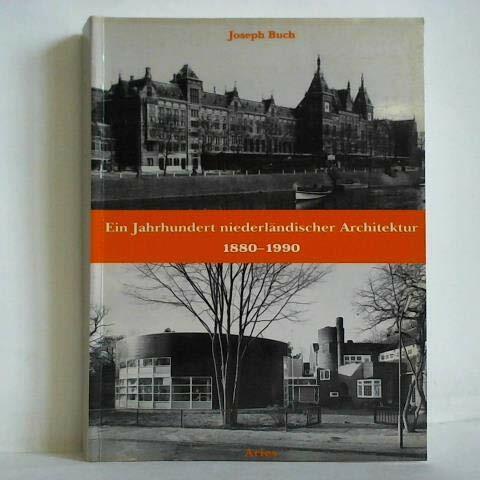 Joseph Buch
Ein Jahrhundert niederländischer Architektur
1880–1990
Aries